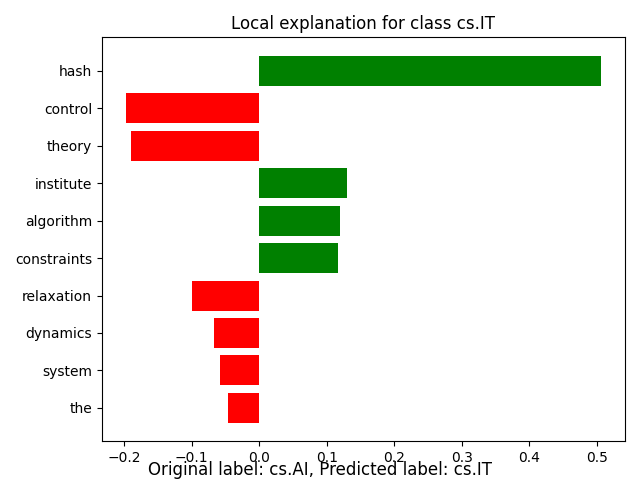 Local explanation for class cs.IT
hash
control
theory
institute
algorithm
constraints
relaxation
dynamics
system
the
−0.2 −0.1 0.0 0.1 0.2 0.3 0.4 0.5
Original label: cs.AI, Predicted label: cs.IT